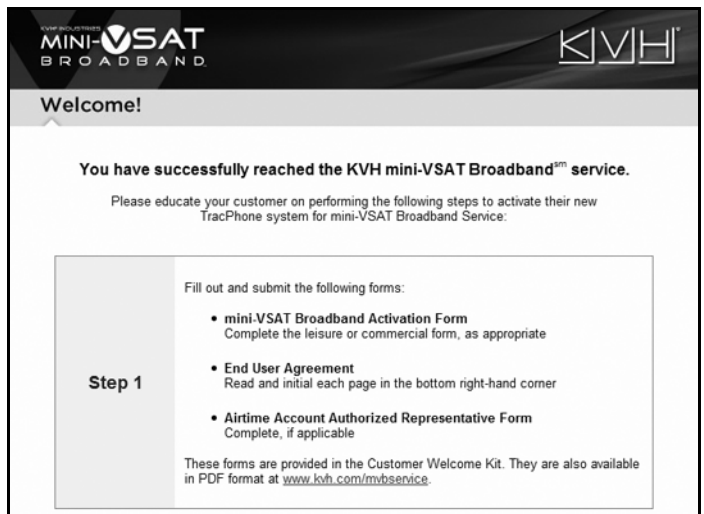 KVH INDUSTRIES
MINI-VSAT
BROADBAND
KVH
Welcome!
You have successfully reached the KVH mini-VSAT Broadband℠ service.
Please educate your customer on performing the following steps to activate their new
TracPhone system for mini-VSAT Broadband Service:
Step 1
Fill out and submit the following forms:
• mini-VSAT Broadband Activation Form
Complete the leisure or commercial form, as appropriate
• End User Agreement
Read and initial each page in the bottom right-hand corner
• Airtime Account Authorized Representative Form
Complete, if applicable
These forms are provided in the Customer Welcome Kit. They are also available
in PDF format at www.kvh.com/mvbservice.